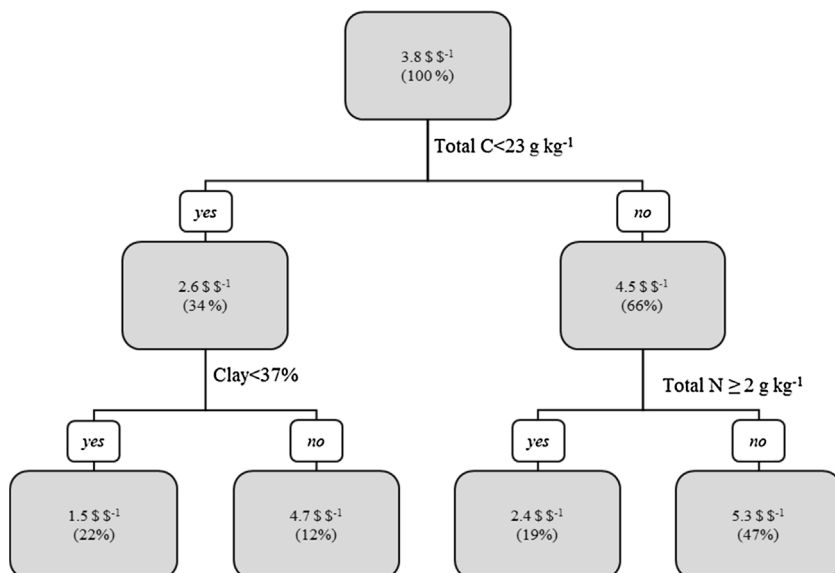 3.8 $ $⁻¹
(100 %)
Total C<23 g kg⁻¹
yes
no
2.6 $ $⁻¹
(34 %)
4.5 $ $⁻¹
(66%)
Clay<37%
Total N ≥ 2 g kg⁻¹
yes
no
yes
no
1.5 $ $⁻¹
(22%)
4.7 $ $⁻¹
(12%)
2.4 $ $⁻¹
(19%)
5.3 $ $⁻¹
(47%)